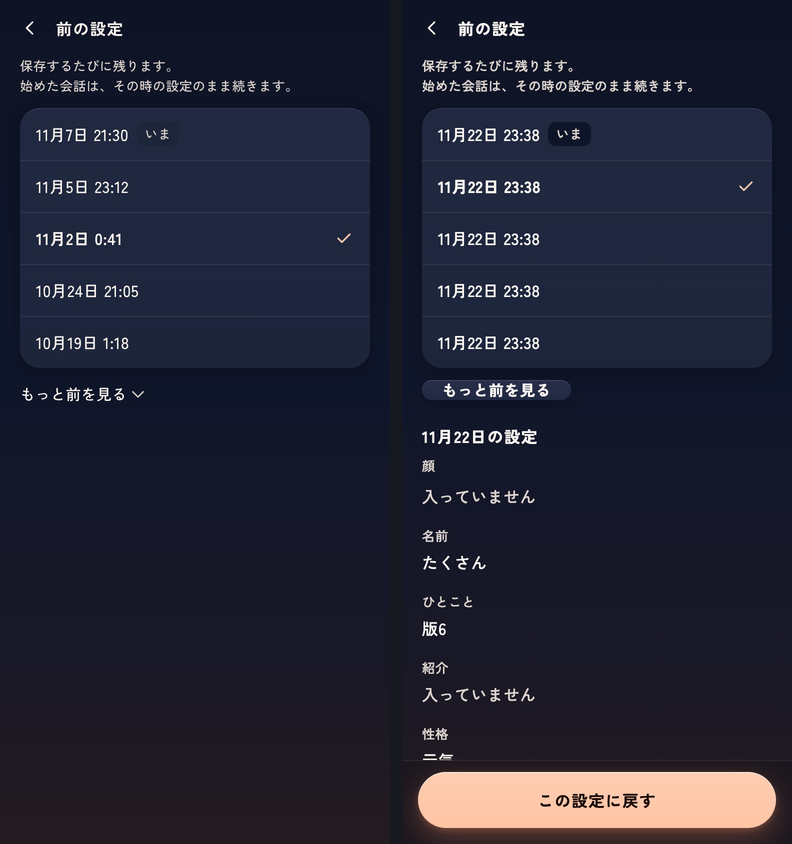 前の設定
保存するたびに残ります。
始めた会話は、その時の設定のまま続きます。
11月7日 21:30 いま
11月5日 23:12
11月2日 0:41
10月24日 21:05
10月19日 1:18
もっと前を見る
前の設定
保存するたびに残ります。
始めた会話は、その時の設定のまま続きます。
11月22日 23:38 いま
11月22日 23:38
11月22日 23:38
11月22日 23:38
11月22日 23:38
もっと前を見る
11月22日の設定
顔
入っていません
名前
たくさん
ひとこと
版6
紹介
入っていません
性格
元気
この設定に戻す